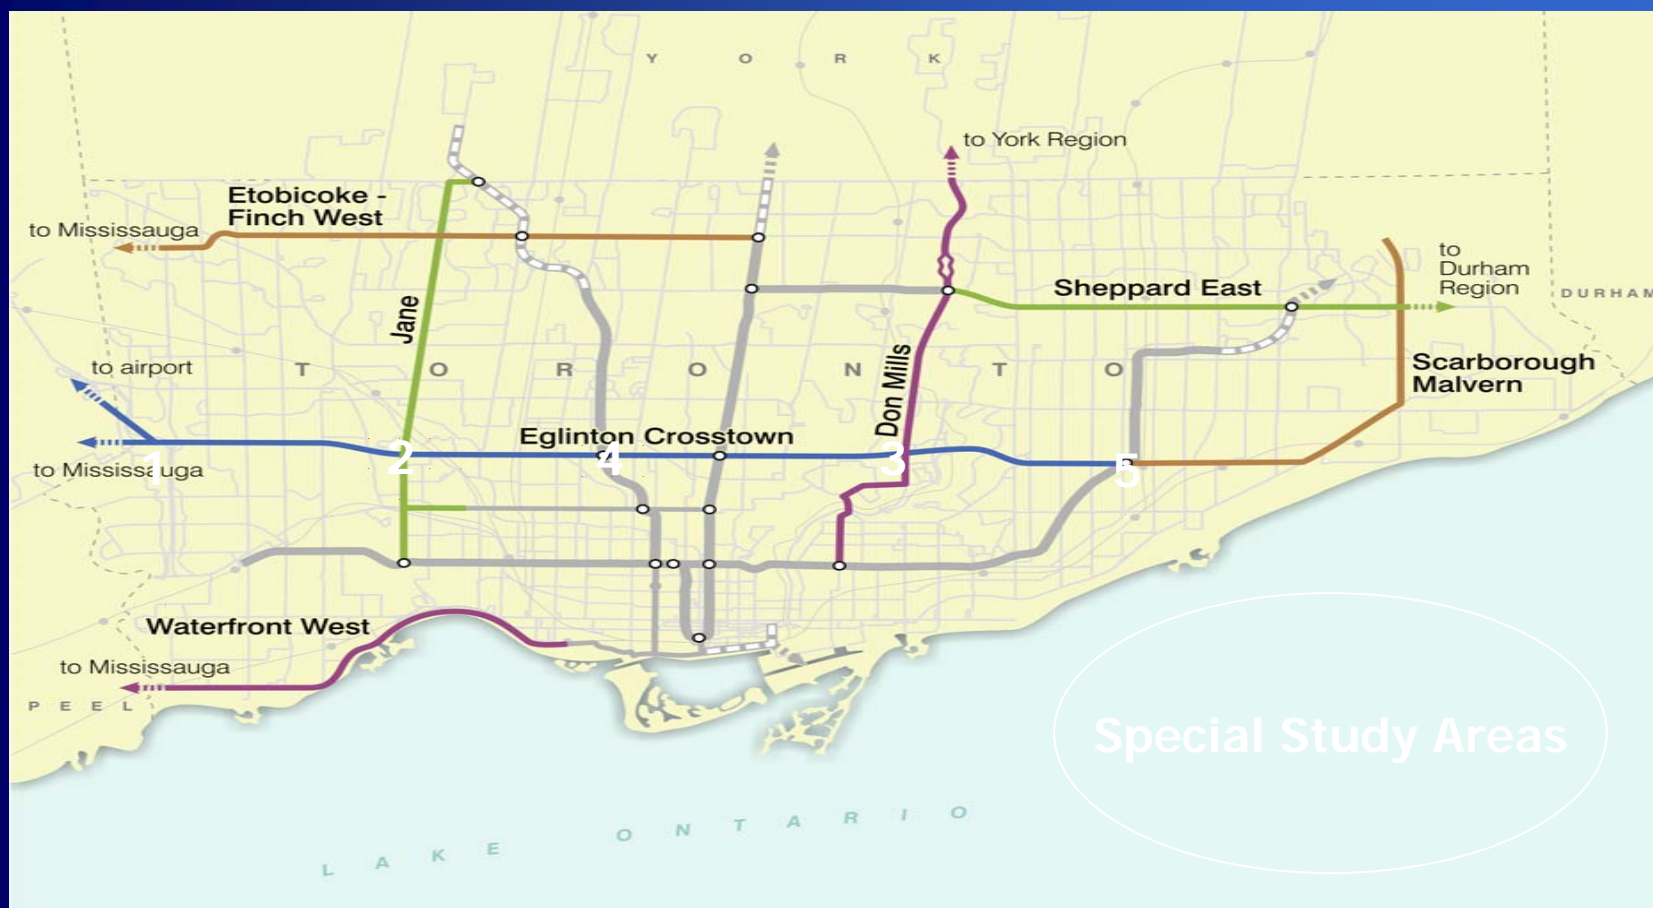 Y O R K
to York Region
Etobicoke -
Finch West
to Mississauga
to
Durham
Region
Sheppard East
DURHAM
Jane
to airport
T O R O N T O
Don Mills
Scarborough
Malvern
Eglinton Crosstown
1
2
4
3
5
to Mississauga
Waterfront West
to Mississauga
PEEL
Special Study Areas
LAKE ONTARIO